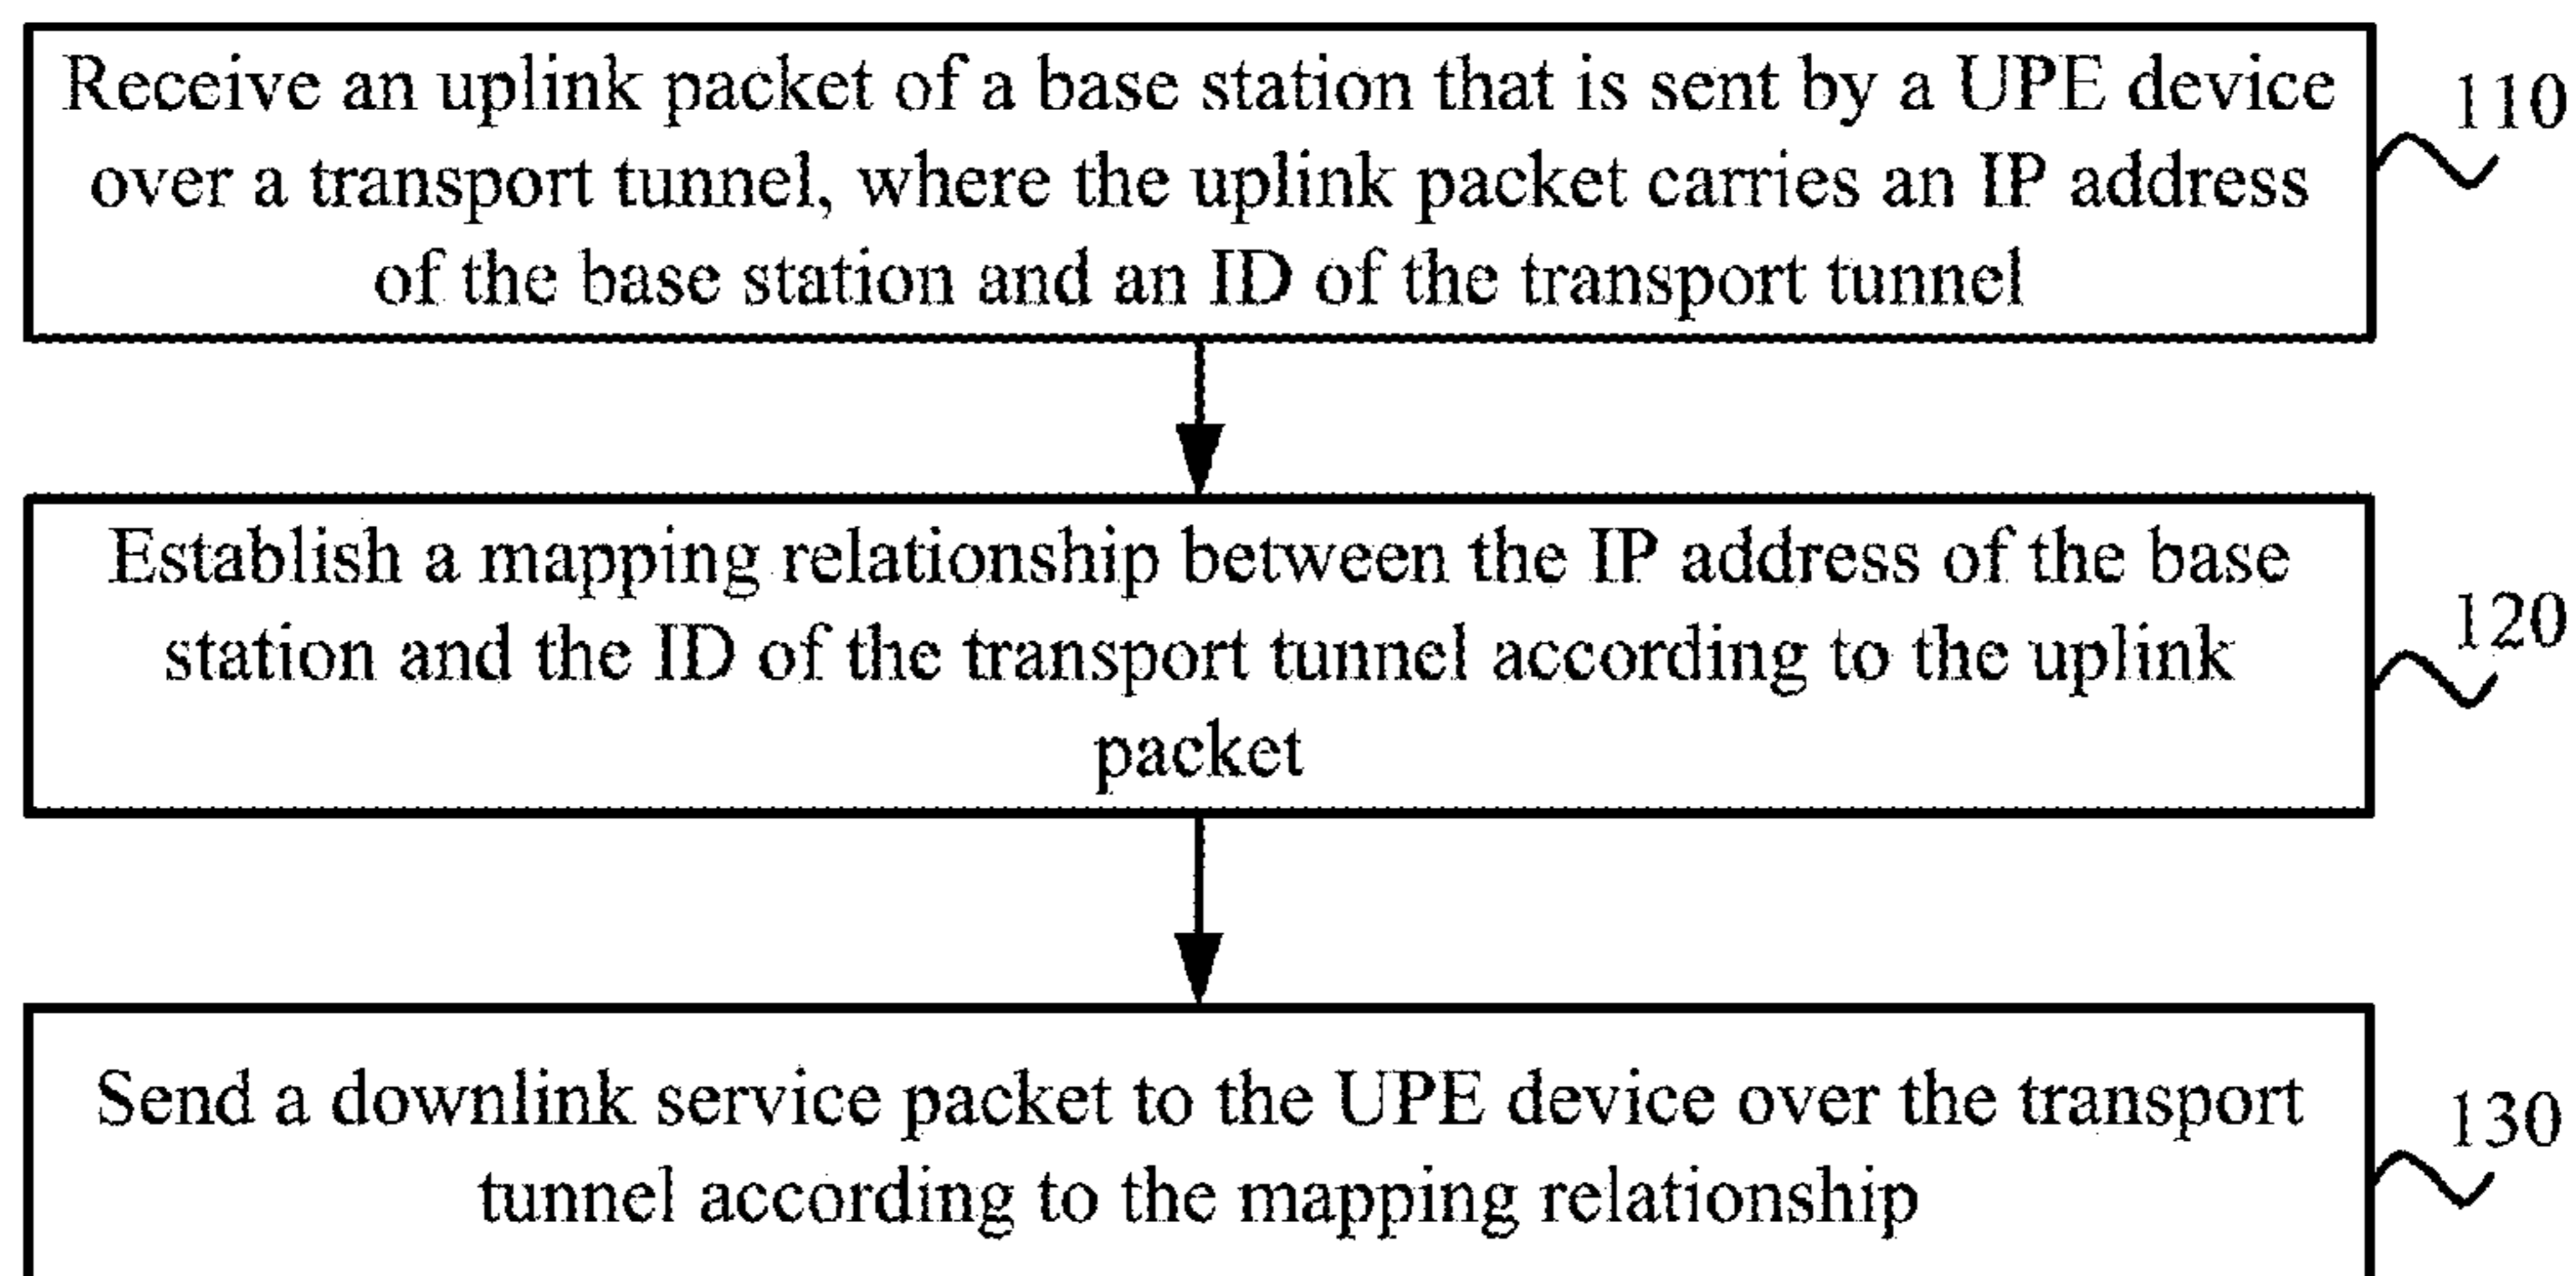 Receive an uplink packet of a base station that is sent by a UPE device
over a transport tunnel, where the uplink packet carries an IP address
of the base station and an ID of the transport tunnel
110
Establish a mapping relationship between the IP address of the base
station and the ID of the transport tunnel according to the uplink
packet
120
Send a downlink service packet to the UPE device over the transport
tunnel according to the mapping relationship
130